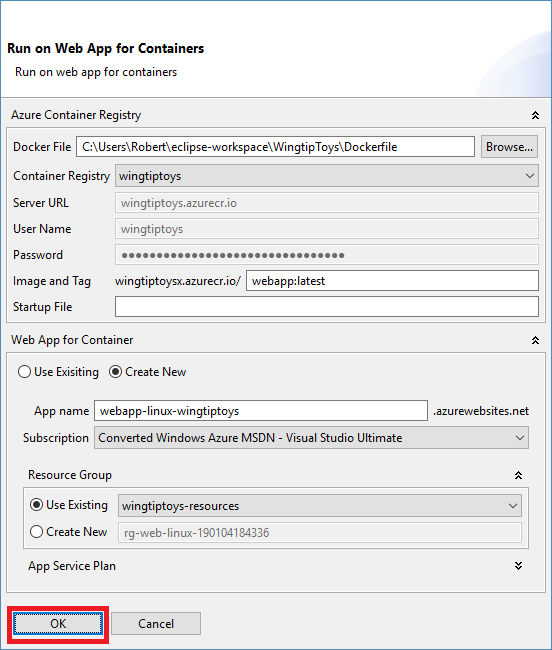 Run on Web App for Containers
Run on web app for containers
Azure Container Registry
Docker File C:\Users\Robert\eclipse-workspace\WingtipToys\Dockerfile Browse...
Container Registry wingtiptoys
Server URL wingtiptoys.azurecr.io
User Name wingtiptoys
Password ●●●●●●●●●●●●●●●●●●●●●●●●●●●●●●●●
Image and Tag wingtiptoysx.azurecr.io/ webapp:latest
Startup File
Web App for Container
Use Exisiting Create New
App name webapp-linux-wingtiptoys .azurewebsites.net
Subscription Converted Windows Azure MSDN - Visual Studio Ultimate
Resource Group
Use Existing wingtiptoys-resources
Create New rg-web-linux-190104184336
App Service Plan
OK Cancel